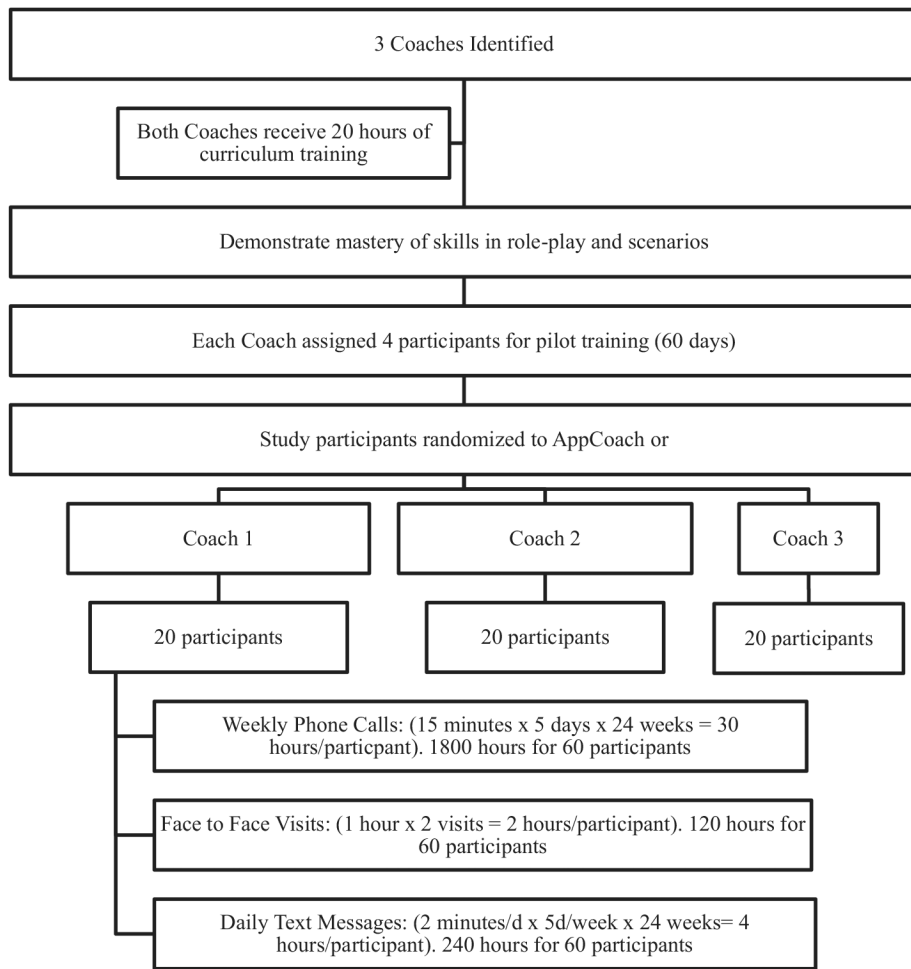 3 Coaches Identified
Both Coaches receive 20 hours of
curriculum training
Demonstrate mastery of skills in role-play and scenarios
Each Coach assigned 4 participants for pilot training (60 days)
Study participants randomized to AppCoach or
Coach 1
Coach 2
Coach 3
20 participants
20 participants
20 participants
Weekly Phone Calls: (15 minutes x 5 days x 24 weeks = 30
hours/particpant). 1800 hours for 60 participants
Face to Face Visits: (1 hour x 2 visits = 2 hours/participant). 120 hours for
60 participants
Daily Text Messages: (2 minutes/d x 5d/week x 24 weeks= 4
hours/participant). 240 hours for 60 participants